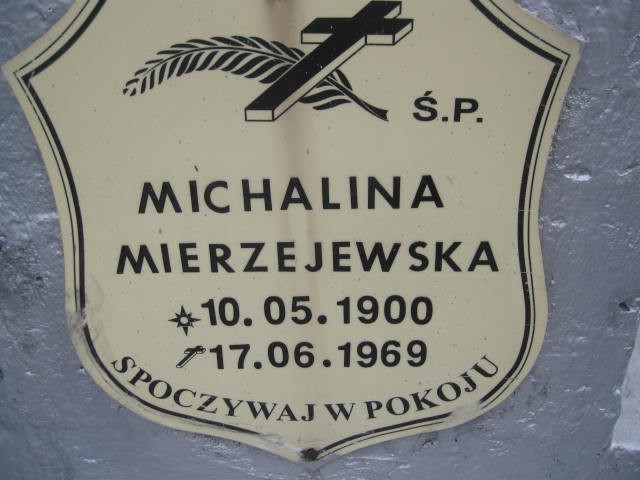 Ś.P.
MICHALINA
MIERZEJEWSKA
10.05.1900
17.06.1969
SPOCZYWAJ W POKOJU